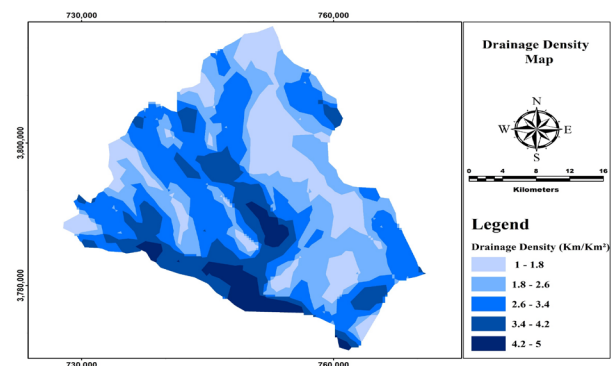 730,000
760,000
3,800,000
3,780,000
730,000
760,000
Drainage Density
Map
N
W
E
S
0 2 4 8 12 16
Kilometers
Legend
Drainage Density (Km/Km²)
1 - 1.8
1.8 - 2.6
2.6 - 3.4
3.4 - 4.2
4.2 - 5